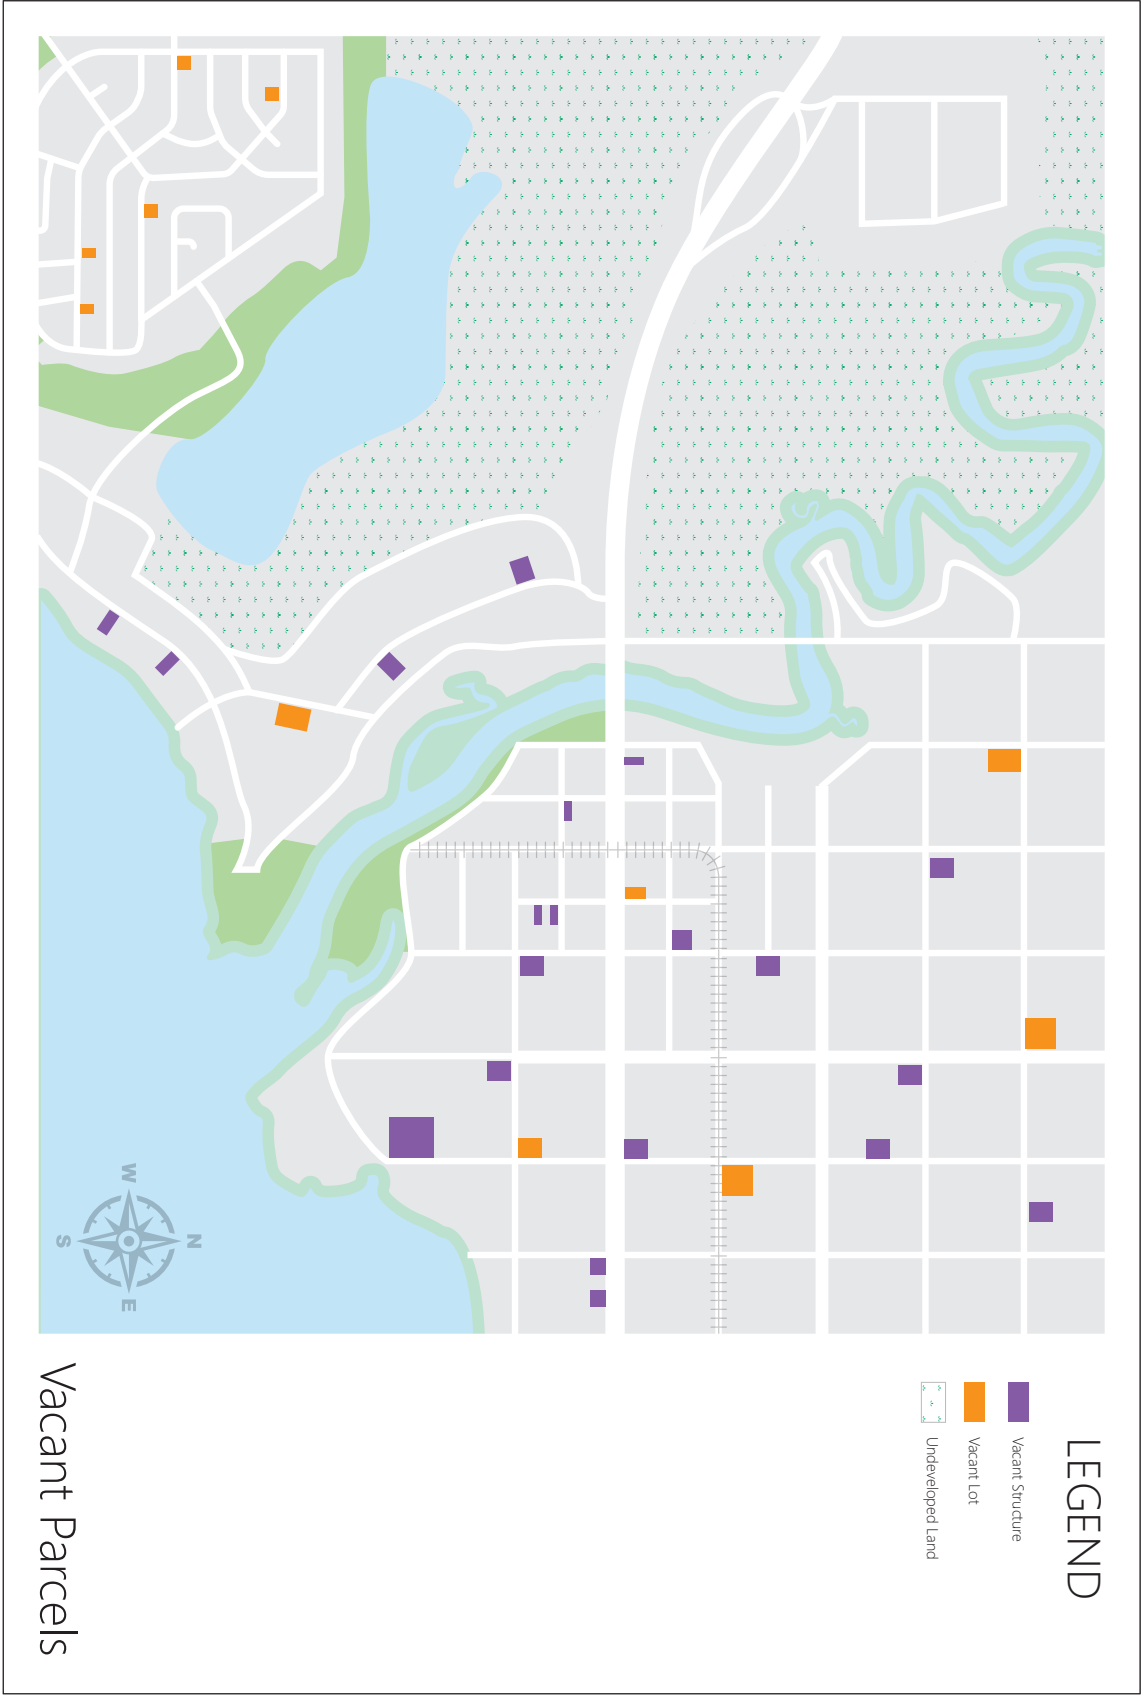 LEGEND
Vacant Structure
Vacant Lot
Undeveloped Land
N
W
E
S
Vacant Parcels